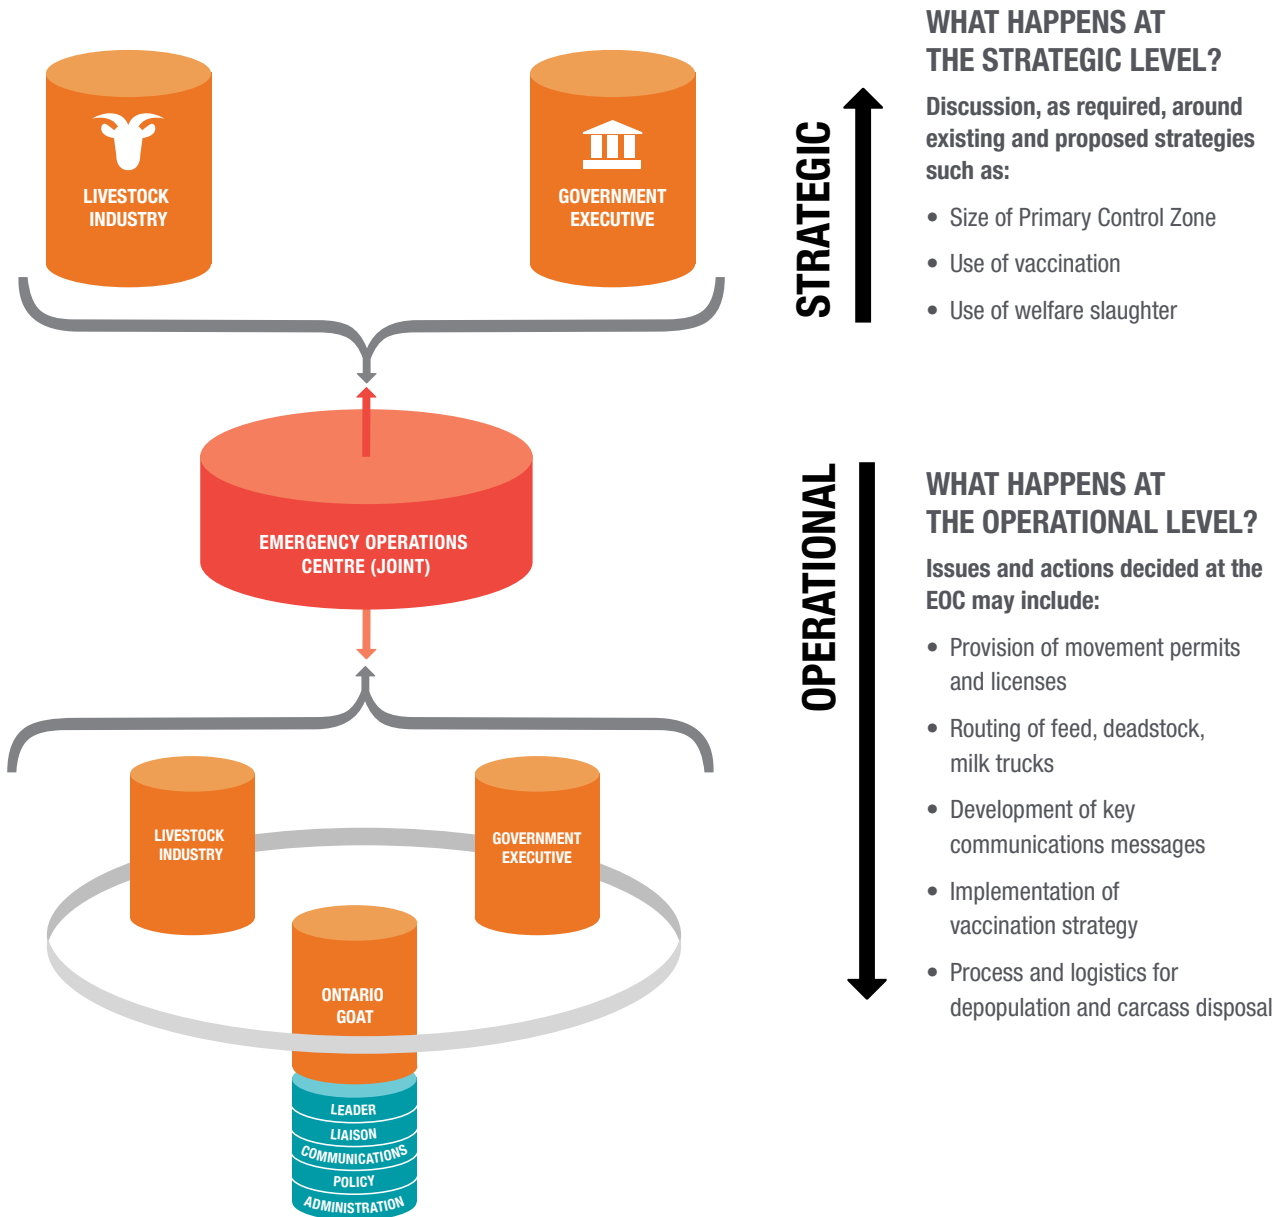 LIVESTOCK
INDUSTRY
GOVERNMENT
EXECUTIVE
STRATEGIC
WHAT HAPPENS AT
THE STRATEGIC LEVEL?
Discussion, as required, around
existing and proposed strategies
such as:
• Size of Primary Control Zone
• Use of vaccination
• Use of welfare slaughter
EMERGENCY OPERATIONS
CENTRE (JOINT)
OPERATIONAL
WHAT HAPPENS AT
THE OPERATIONAL LEVEL?
Issues and actions decided at the
EOC may include:
• Provision of movement permits
and licenses
• Routing of feed, deadstock,
milk trucks
• Development of key
communications messages
• Implementation of
vaccination strategy
• Process and logistics for
depopulation and carcass disposal
LIVESTOCK
INDUSTRY
GOVERNMENT
EXECUTIVE
ONTARIO
GOAT
LEADER
LIAISON
COMMUNICATIONS
POLICY
ADMINISTRATION